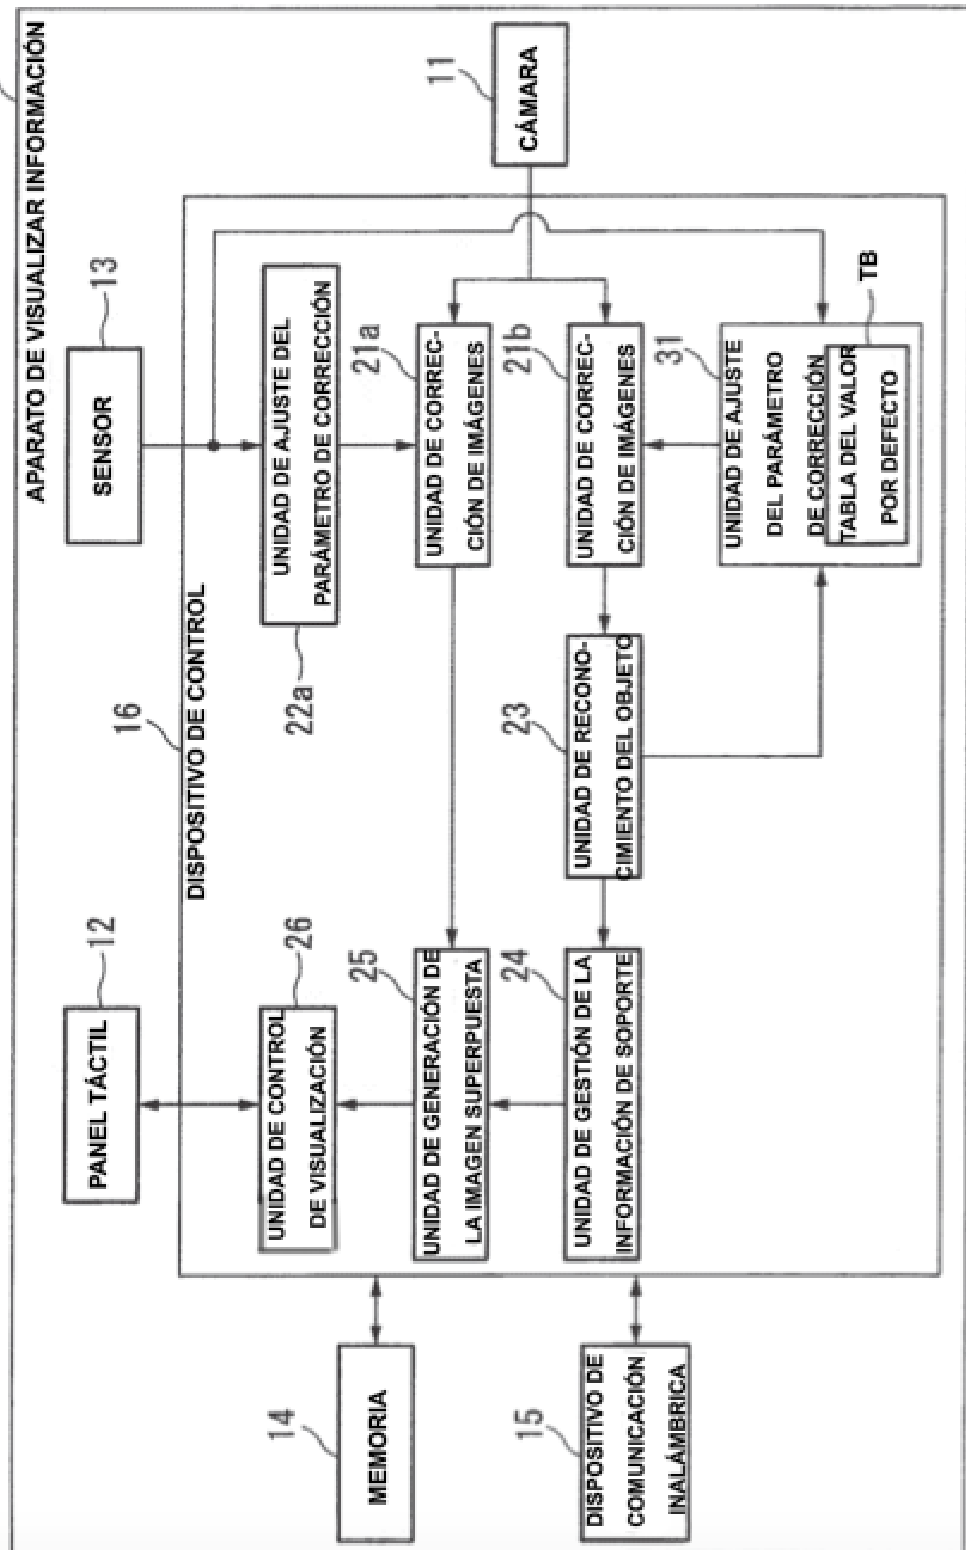 APARATO DE VISUALIZAR INFORMACIÓN
12
PANEL TÁCTIL
13
SENSOR
16
DISPOSITIVO DE CONTROL
26
UNIDAD DE CONTROL
DE VISUALIZACIÓN
22a
UNIDAD DE AJUSTE DEL
PARÁMETRO DE CORRECCIÓN
14
MEMORIA
25
UNIDAD DE GENERACIÓN DE
LA IMAGEN SUPERPUESTA
21a
UNIDAD DE CORREC-
CIÓN DE IMÁGENES
11
CÁMARA
15
DISPOSITIVO DE
COMUNICACIÓN
INALÁMBRICA
24
UNIDAD DE GESTIÓN DE LA
INFORMACIÓN DE SOPORTE
23
UNIDAD DE RECONO-
CIMIENTO DEL OBJETO
21b
UNIDAD DE CORREC-
CIÓN DE IMÁGENES
31
UNIDAD DE AJUSTE
DEL PARÁMETRO
DE CORRECCIÓN
TABLA DEL VALOR
POR DEFECTO
TB